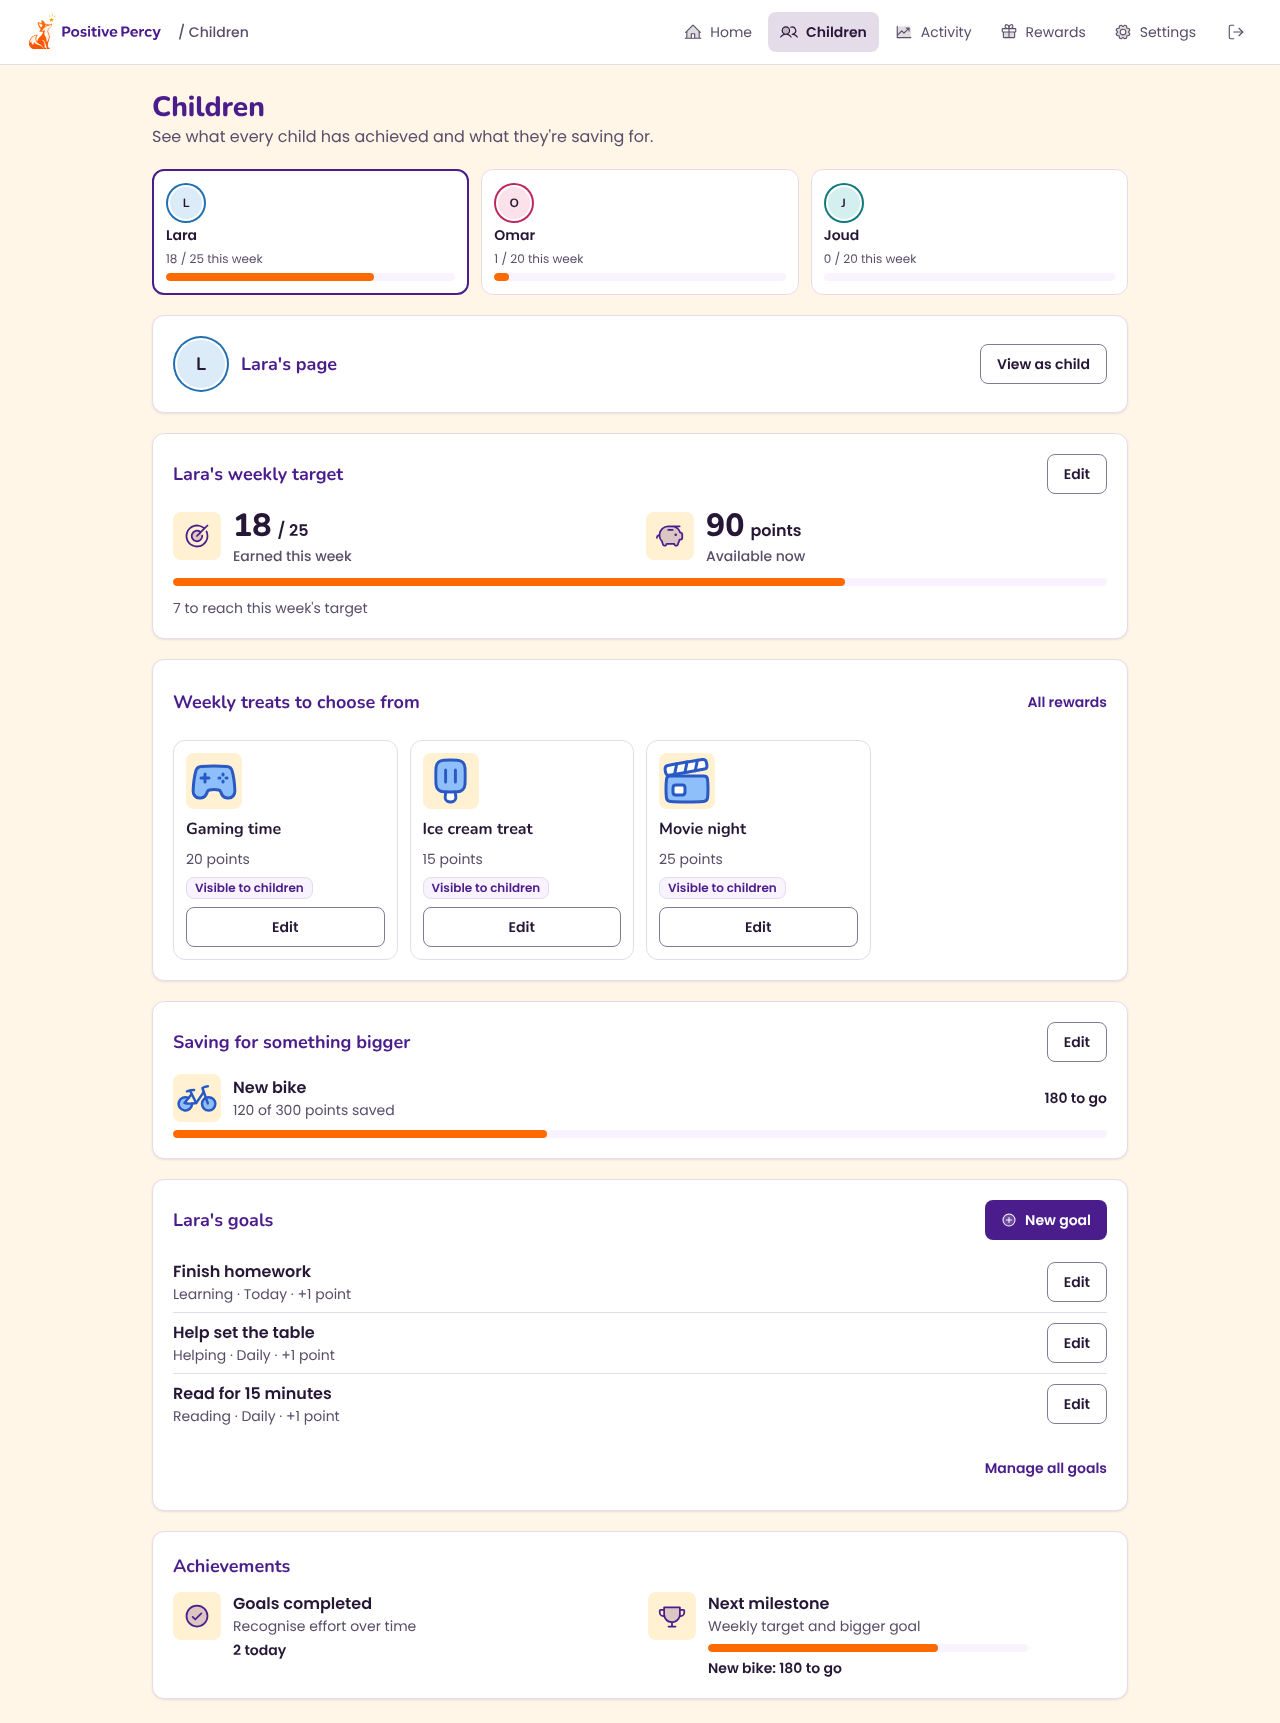 Positive Percy / Children Home Children Activity Rewards Settings
Children
See what every child has achieved and what they're saving for.
L
Lara
18 / 25 this week
O
Omar
1 / 20 this week
J
Joud
0 / 20 this week
L Lara's page View as child
Lara's weekly target Edit
18 / 25
Earned this week
90 points
Available now
7 to reach this week's target
Weekly treats to choose from All rewards
Gaming time
20 points
Visible to children
Edit
Ice cream treat
15 points
Visible to children
Edit
Movie night
25 points
Visible to children
Edit
Saving for something bigger Edit
New bike
120 of 300 points saved
180 to go
Lara's goals New goal
Finish homework
Learning · Today · +1 point
Edit
Help set the table
Helping · Daily · +1 point
Edit
Read for 15 minutes
Reading · Daily · +1 point
Edit
Manage all goals
Achievements
Goals completed
Recognise effort over time
2 today
Next milestone
Weekly target and bigger goal
New bike: 180 to go